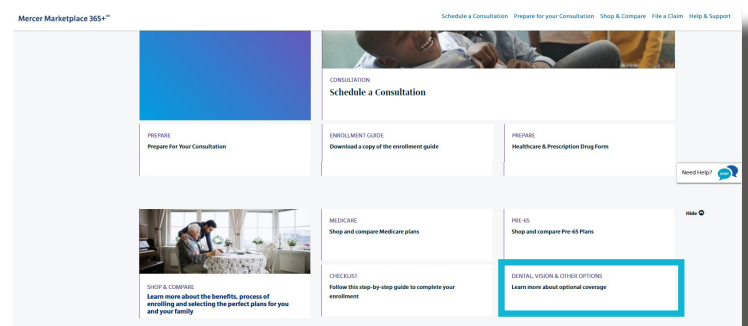 Mercer Marketplace 365+℠
Schedule a Consultation Prepare for your Consultation Shop & Compare File a Claim Help & Support
CONSULTATION
Schedule a Consultation
PREPARE
Prepare For Your Consultation
ENROLLMENT GUIDE
Download a copy of the enrollment guide
PREPARE
Healthcare & Prescription Drug Form
Need Help?
Hide
MEDICARE
Shop and compare Medicare plans
PRE-65
Shop and compare Pre-65 Plans
SHOP & COMPARE
Learn more about the benefits, process of
enrolling and selecting the perfect plans for you
and your family
CHECKLIST
Follow this step-by-step guide to complete your
enrollment
DENTAL, VISION & OTHER OPTIONS
Learn more about optional coverage